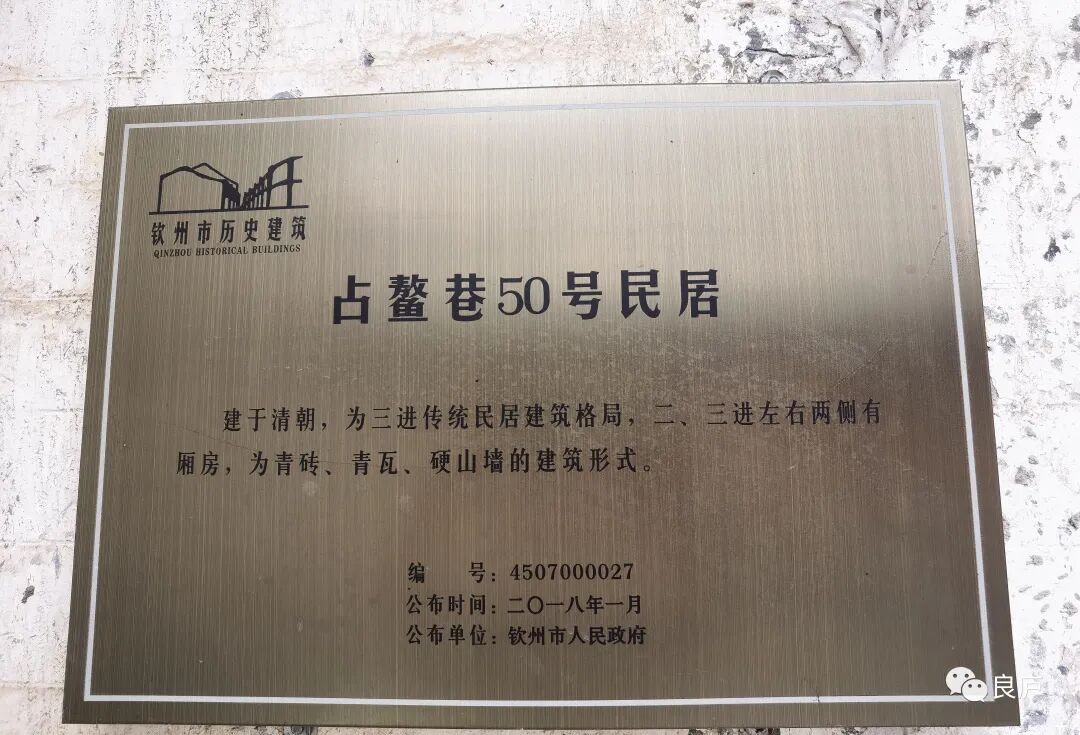 钦州市历史建筑
QINZHOU HISTORICAL BUILDINGS
占鳌巷50号民居
建于清朝，为三进传统民居建筑格局，二、三进左右两侧有
厢房，为青砖、青瓦、硬山墙的建筑形式。
编 号：4507000027
公布时间：二〇一八年一月
公布单位：钦州市人民政府
良庐